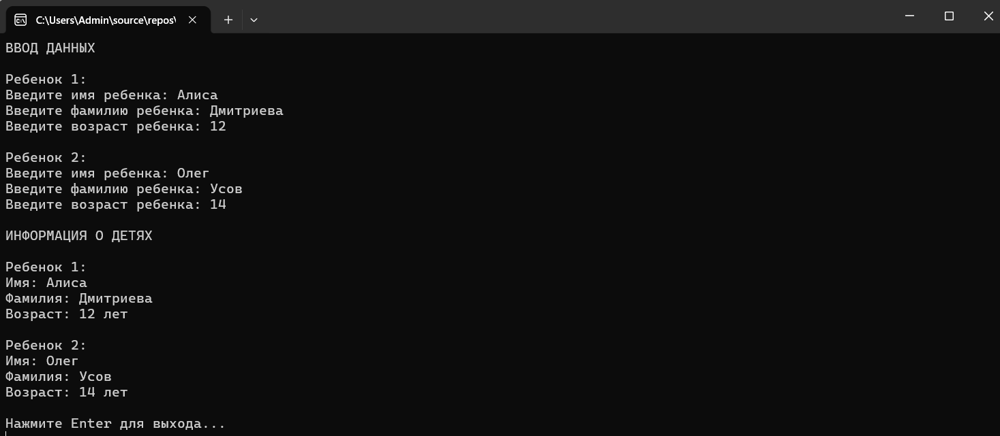 C:\Users\Admin\source\repos\
ВВОД ДАННЫХ
Ребенок 1:
Введите имя ребенка: Алиса
Введите фамилию ребенка: Дмитриева
Введите возраст ребенка: 12
Ребенок 2:
Введите имя ребенка: Олег
Введите фамилию ребенка: Усов
Введите возраст ребенка: 14
ИНФОРМАЦИЯ О ДЕТЯХ
Ребенок 1:
Имя: Алиса
Фамилия: Дмитриева
Возраст: 12 лет
Ребенок 2:
Имя: Олег
Фамилия: Усов
Возраст: 14 лет
Нажмите Enter для выхода...